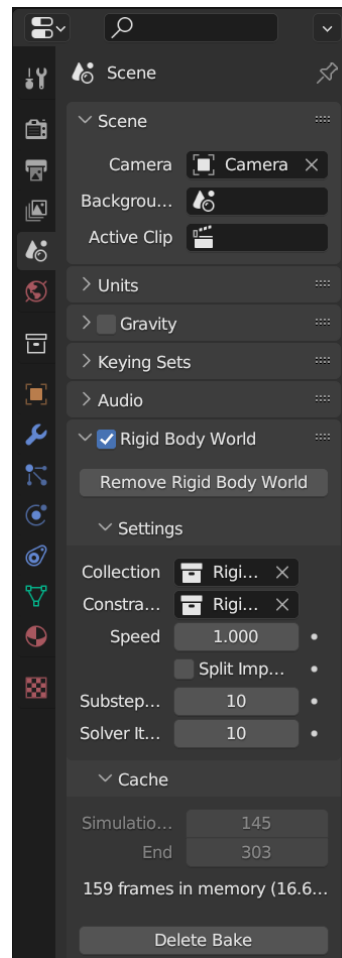 Scene
Scene
Camera Camera
Backgrou...
Active Clip
Units
Gravity
Keying Sets
Audio
Rigid Body World
Remove Rigid Body World
Settings
Collection Rigi...
Constra... Rigi...
Speed 1.000
Split Imp...
Substep... 10
Solver It... 10
Cache
Simulatio... 145
End 303
159 frames in memory (16.6...
Delete Bake